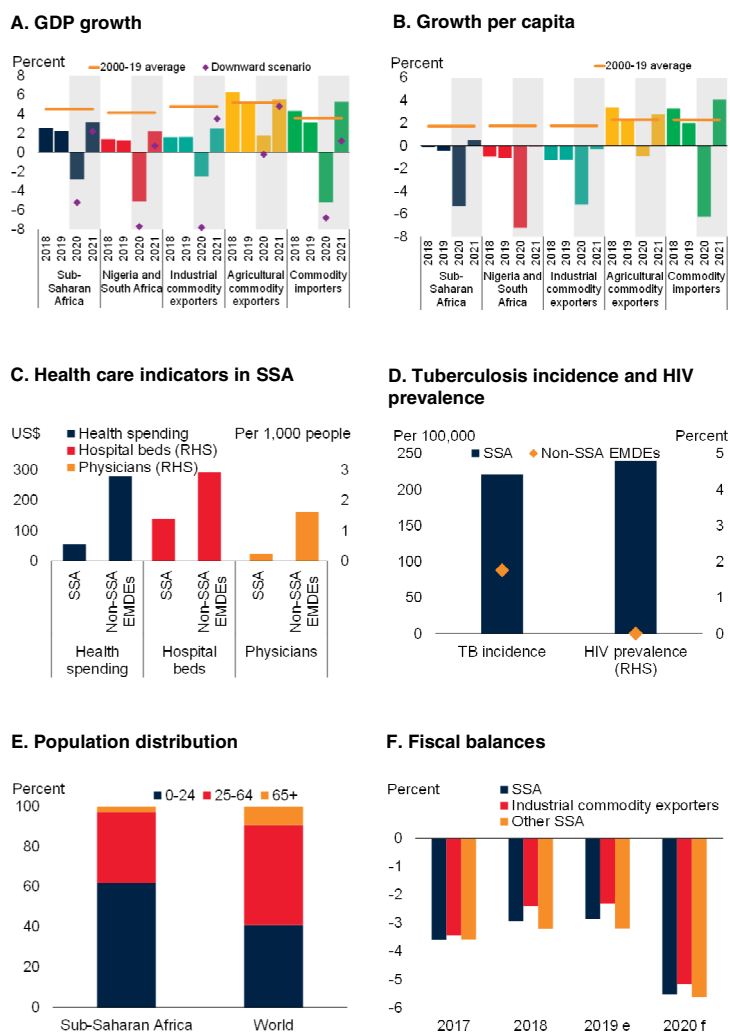 A. GDP growth
Percent
2000-19 average
Downward scenario
8
6
4
2
0
-2
-4
-6
-8
2018 2019 2020 2021 2018 2019 2020 2021 2018 2019 2020 2021 2018 2019 2020 2021 2018 2019 2020 2021
Sub-
Saharan
Africa
Nigeria and
South Africa
Industrial
commodity
exporters
Agricultural
commodity
exporters
Commodity
importers
B. Growth per capita
Percent
2000-19 average
6
4
2
0
-2
-4
-6
-8
2018 2019 2020 2021 2018 2019 2020 2021 2018 2019 2020 2021 2018 2019 2020 2021 2018 2019 2020 2021
Sub-
Saharan
Africa
Nigeria and
South
Africa
Industrial
commodity
exporters
Agricultural
commodity
exporters
Commodity
importers
C. Health care indicators in SSA
US$
Per 1,000 people
Health spending
Hospital beds (RHS)
Physicians (RHS)
300
200
100
0
3
2
1
0
SSA
Non-SSA
EMDEs
SSA
Non-SSA
EMDEs
SSA
Non-SSA
EMDEs
Health
spending
Hospital
beds
Physicians
D. Tuberculosis incidence and HIV
prevalence
Per 100,000
Percent
SSA
Non-SSA EMDEs
250
200
150
100
50
0
5
4
3
2
1
0
TB incidence
HIV prevalence
(RHS)
E. Population distribution
Percent
0-24
25-64
65+
100
80
60
40
20
0
Sub-Saharan Africa
World
F. Fiscal balances
Percent
SSA
Industrial commodity exporters
Other SSA
0
-1
-2
-3
-4
-5
-6
2017
2018
2019 e
2020 f